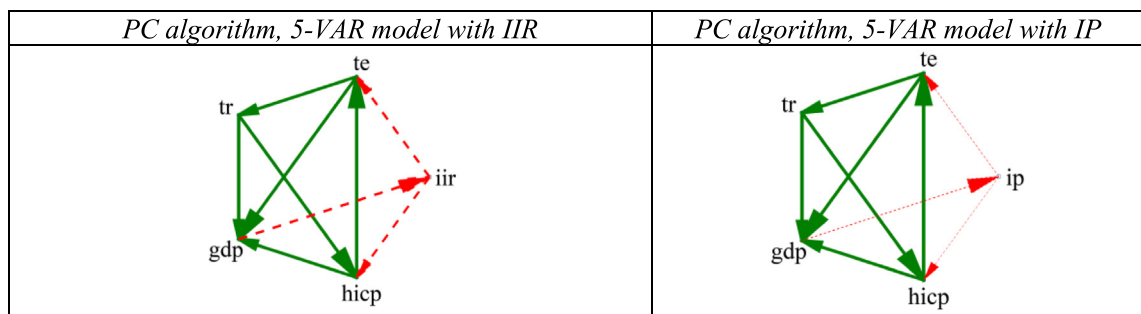 PC algorithm, 5-VAR model with IIR
PC algorithm, 5-VAR model with IP
te
tr
iir
gdp
hicp
te
tr
ip
gdp
hicp